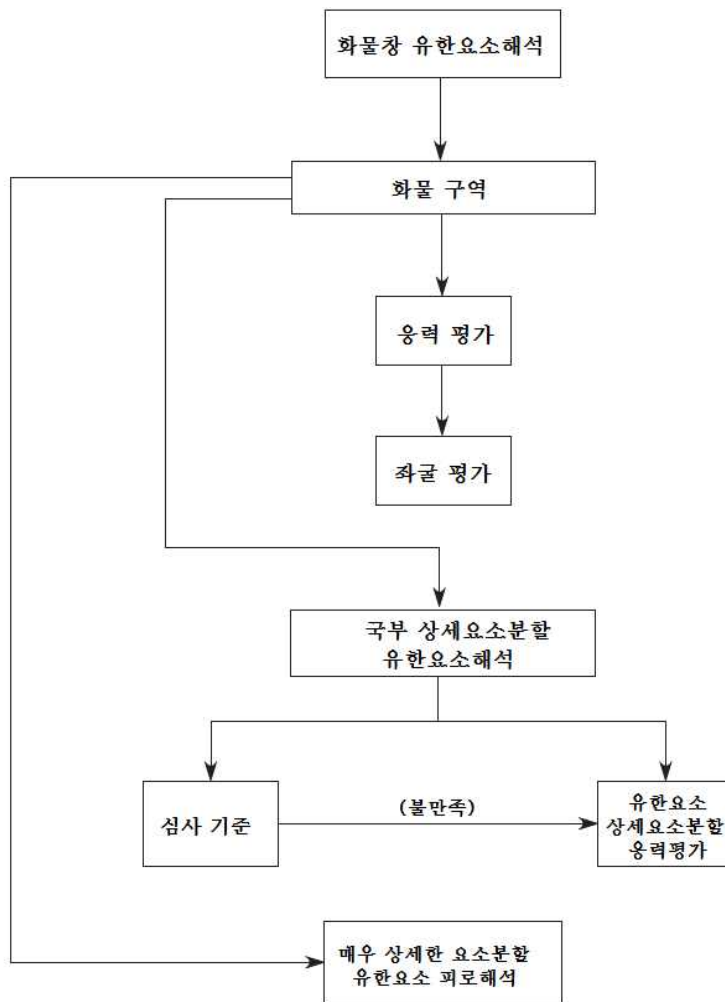 화물창 유한요소해석
화물 구역
응력 평가
좌굴 평가
국부 상세요소분할
유한요소해석
심사 기준
(불만족)
유한요소
상세요소분할
응력평가
매우 상세한 요소분할
유한요소 피로해석